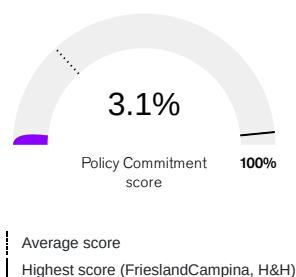 3.1%
Policy Commitment
score
100%
Average score
Highest score (FrieslandCampina, H&H)